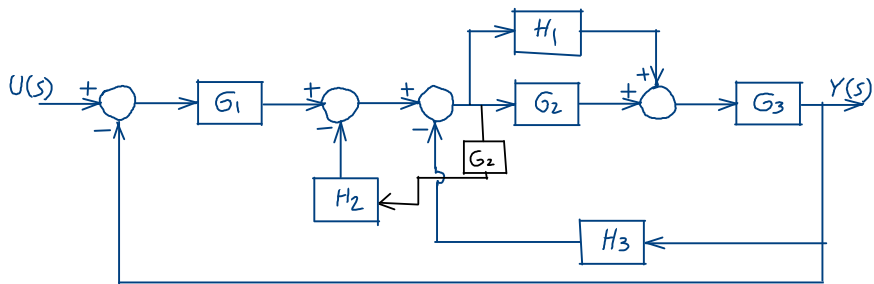 H1
U(s) + G1 + + G2 + + G3 Y(s)
− − −
G2
H2
H3